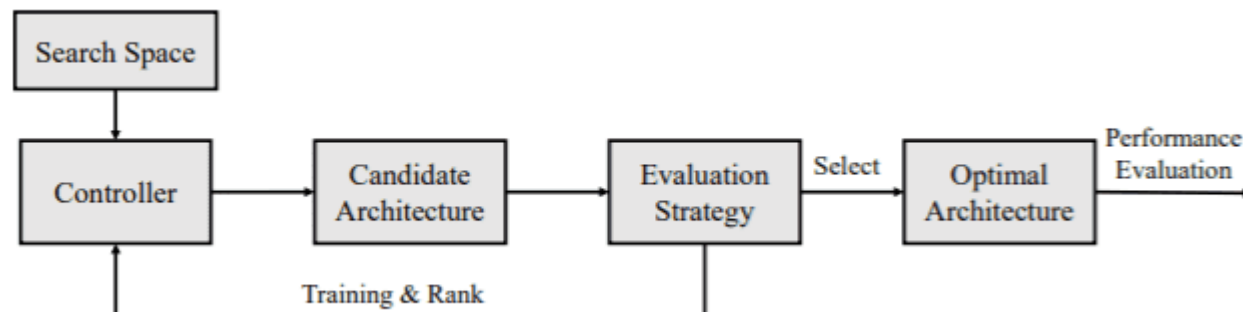 Search Space
Controller
Candidate
Architecture
Evaluation
Strategy
Select
Optimal
Architecture
Performance
Evaluation
Training & Rank